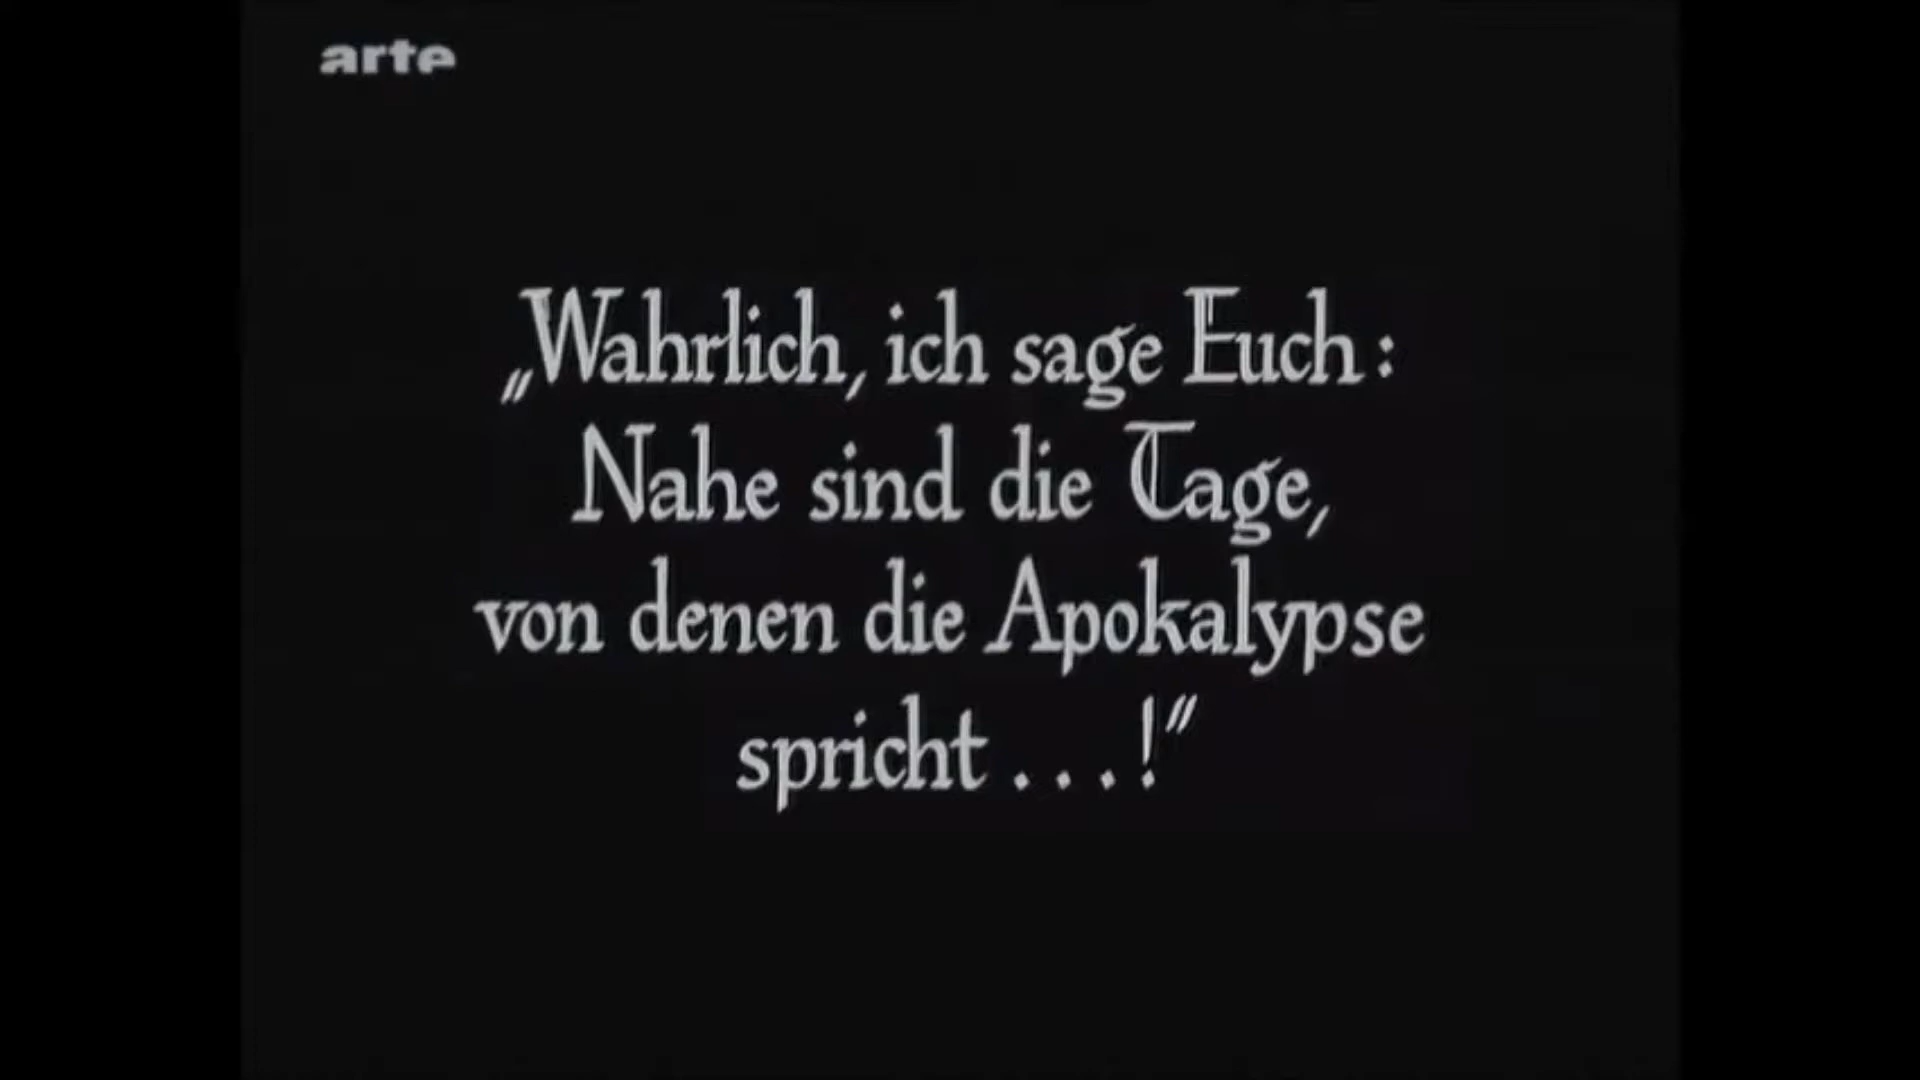 arte
„Wahrlich, ich sage Euch:
Nahe sind die Tage,
von denen die Apokalypse
spricht...!”